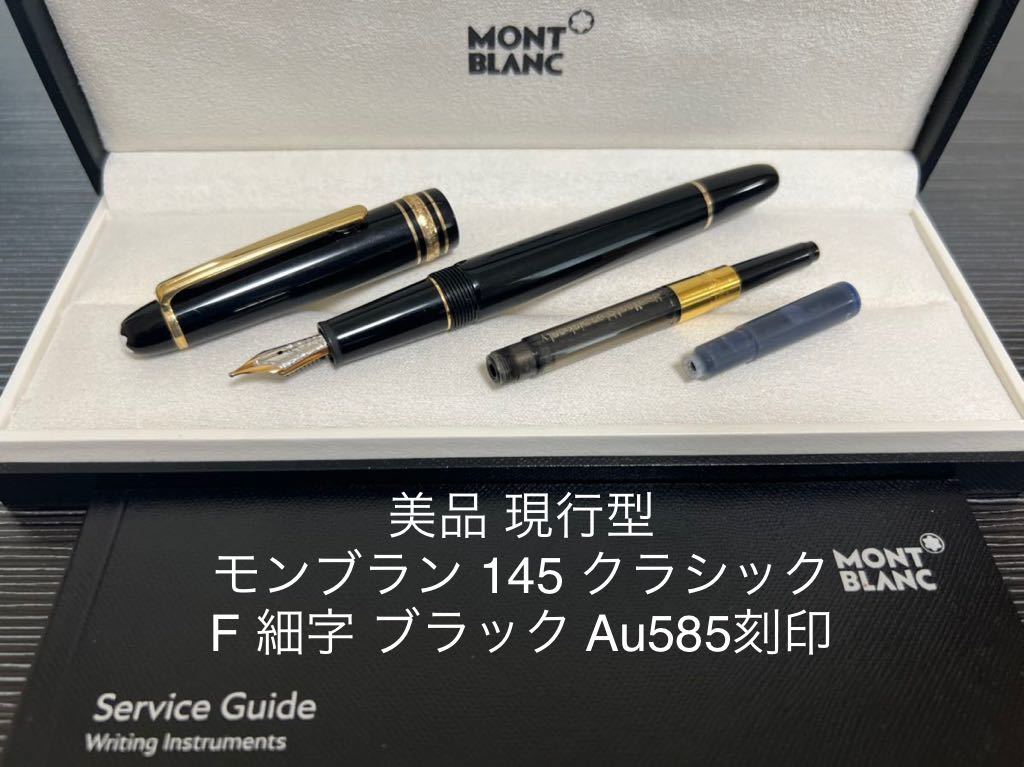 MONT
BLANC
美品 現行型
モンブラン 145 クラシック
F 細字 ブラック Au585刻印
MONT
BLANC
Service Guide
Writing Instruments